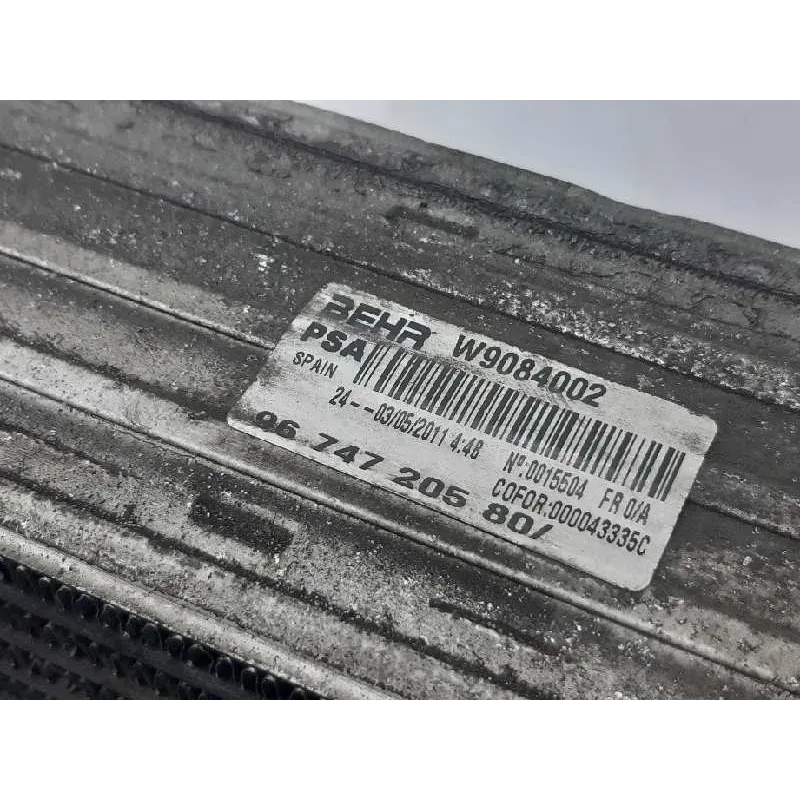 BEHR W9084002
PSA
SPAIN
24--03/05/2011 4:48 Nº:0015504 FR 0/A
96 747 205 80/ COFOR:000043335C